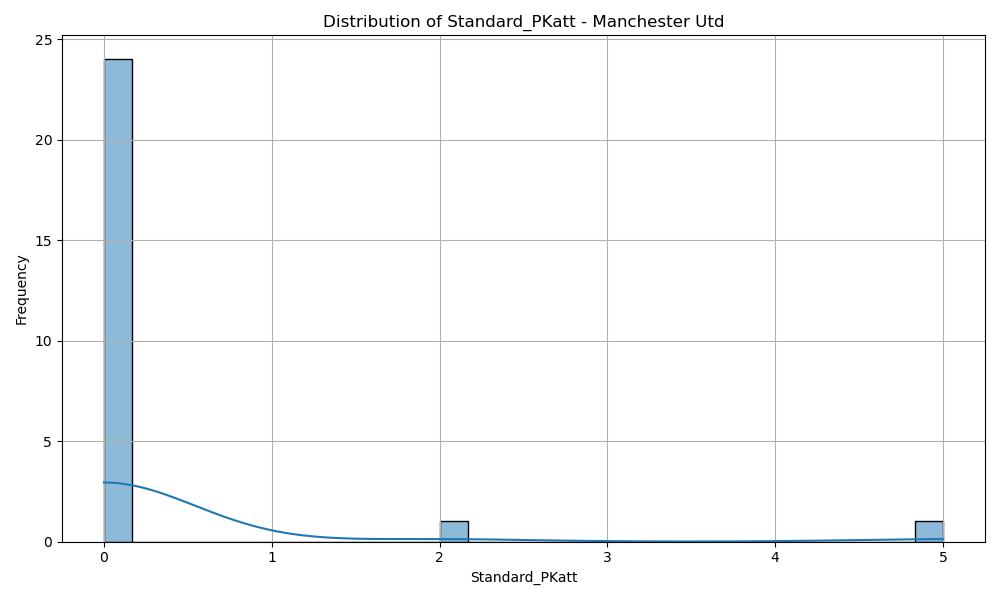 Distribution of Standard_PKatt - Manchester Utd
25
20
15
10
5
0
Frequency
0 1 2 3 4 5
Standard_PKatt